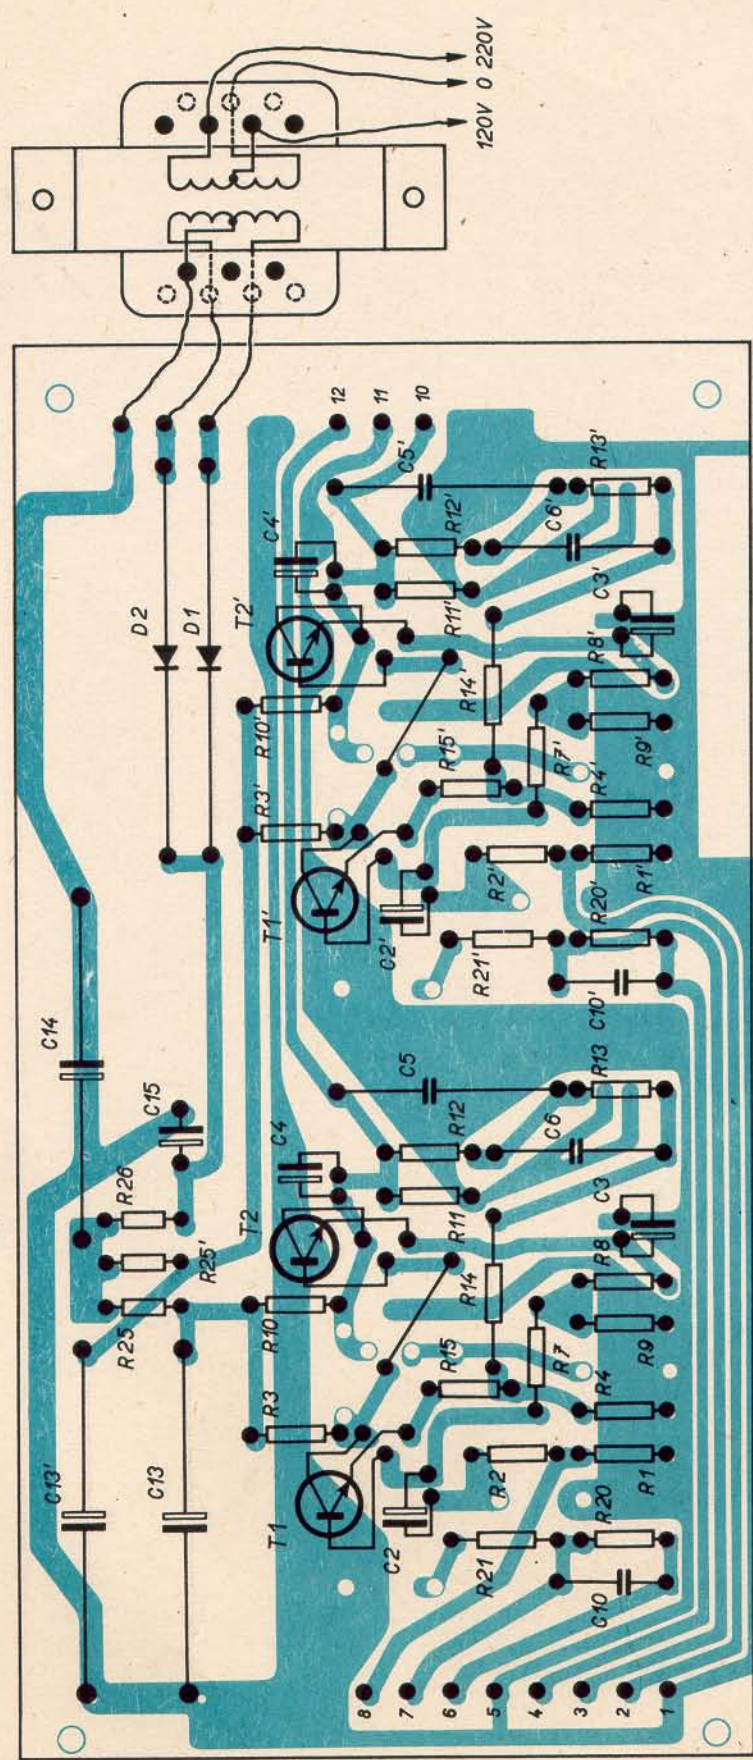 120V 0 220V
12
11
10
C5'
R13'
C6'
R12'
C4'
R11'
C3'
D2
D1
T2'
R14'
R8'
R10'
R15'
R7'
R9'
R3'
R4'
T1'
R2'
R1'
C2'
R20'
R21'
C10'
C14
C5
R13
C15
C4
R12
C6
R26
T2
R11
C3
R25'
R14
R8
R25
R10
R15
R7
R9
R3
R4
C13'
C13
T1
R2
R1
C2
R20
R21
C10
8
7
6
5
4
3
2
1